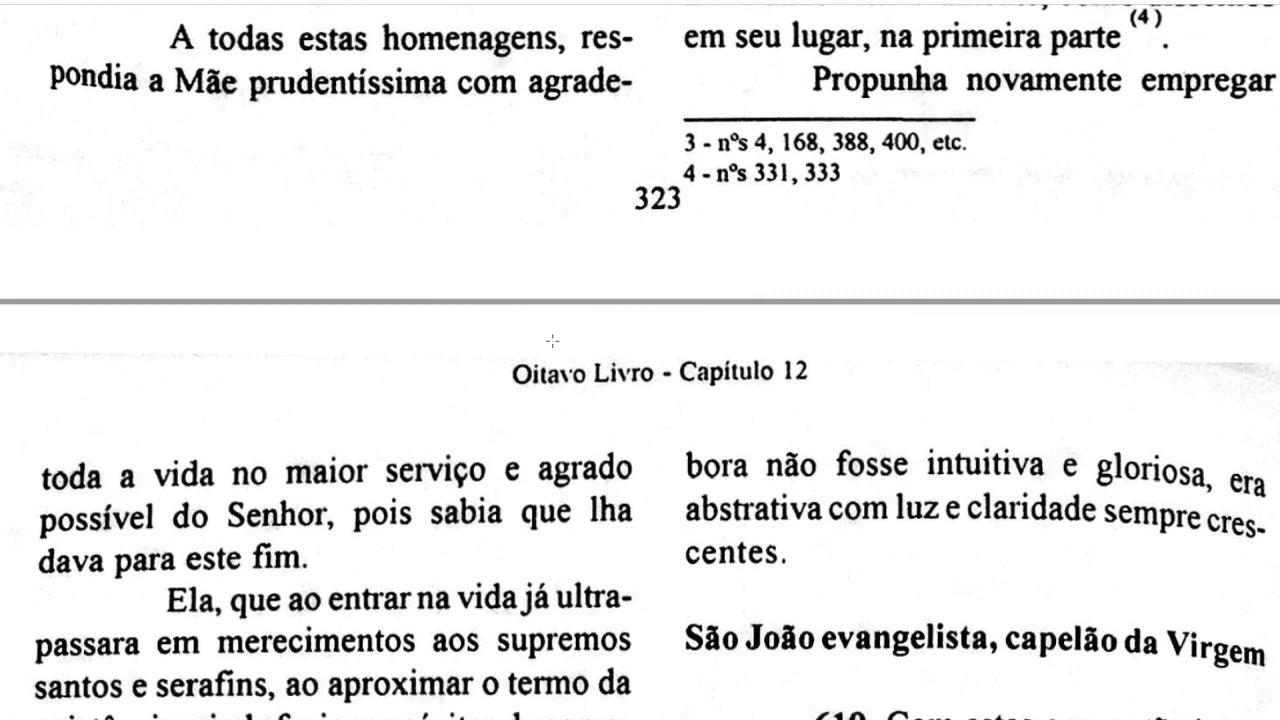 A todas estas homenagens, res-
pondia a Mãe prudentíssima com agrade-
em seu lugar, na primeira parte (4).
Propunha novamente empregar
3 - nºs 4, 168, 388, 400, etc.
4 - nºs 331, 333
323
Oitavo Livro - Capítulo 12
toda a vida no maior serviço e agrado
possível do Senhor, pois sabia que lha
dava para este fim.
Ela, que ao entrar na vida já ultra-
passara em merecimentos aos supremos
santos e serafins, ao aproximar o termo da
bora não fosse intuitiva e gloriosa, era
abstrativa com luz e claridade sempre cres-
centes.
São João evangelista, capelão da Virgem